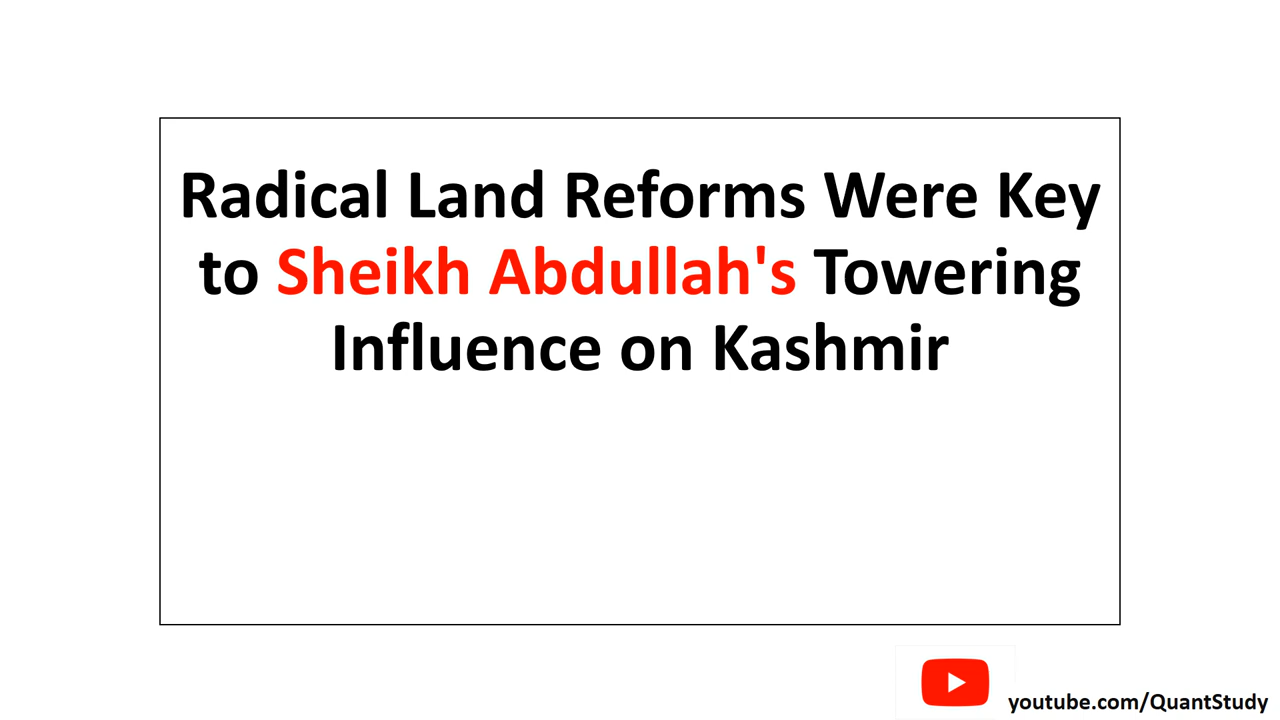 Radical Land Reforms Were Key
to Sheikh Abdullah's Towering
Influence on Kashmir
youtube.com/QuantStudy